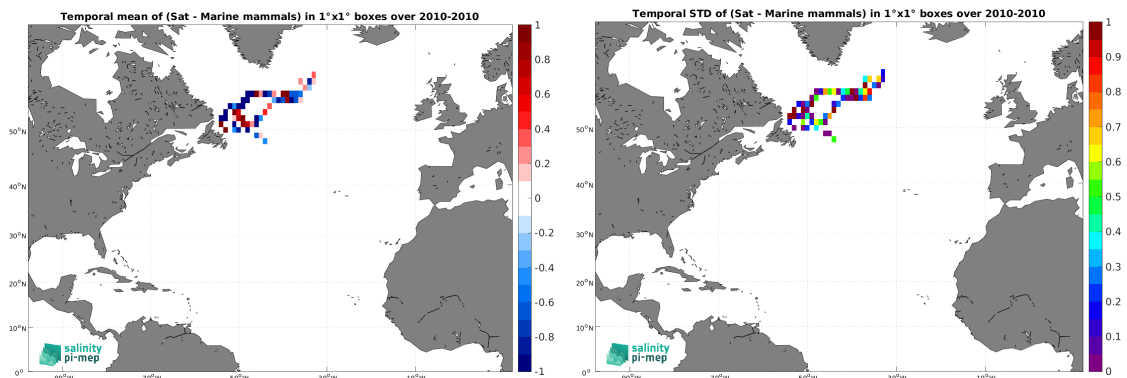 Temporal mean of (Sat - Marine mammals) in 1°x1° boxes over 2010-2010
1
0.8
0.6
0.4
0.2
0
-0.2
-0.4
-0.6
-0.8
-1
50°N
40°N
30°N
20°N
10°N
0°
salinity
pi-mep
Temporal STD of (Sat - Marine mammals) in 1°x1° boxes over 2010-2010
1
0.9
0.8
0.7
0.6
0.5
0.4
0.3
0.2
0.1
0
50°N
40°N
30°N
20°N
10°N
0°
salinity
pi-mep